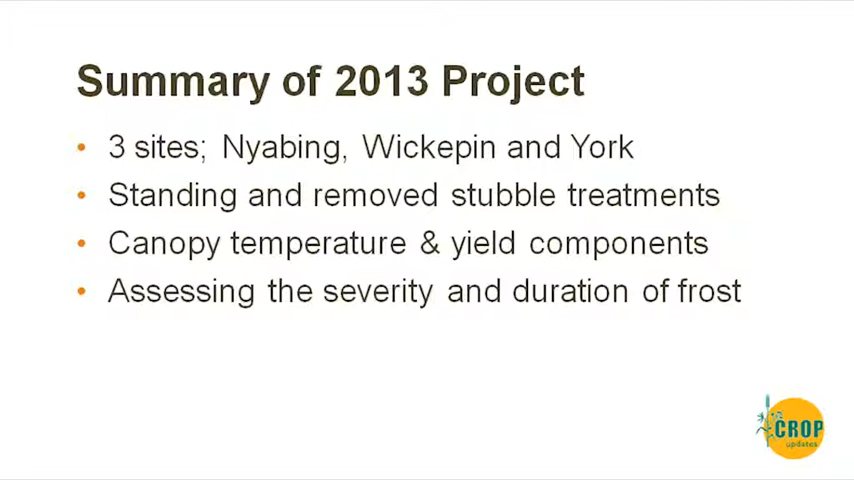 Summary of 2013 Project
• 3 sites; Nyabing, Wickepin and York
• Standing and removed stubble treatments
• Canopy temperature & yield components
• Assessing the severity and duration of frost
CROP
updates